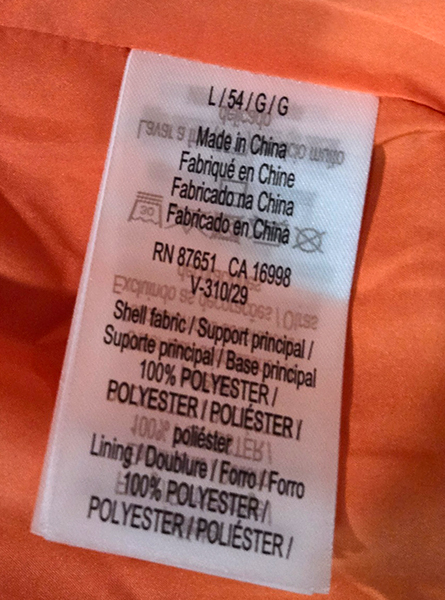 L / 54 / G / G
Made in China
Fabriqué en Chine
Fabricado na China
Fabricado en China
RN 87651 CA 16998
V-310/29
Shell fabric / Support principal /
Suporte principal / Base principal
100% POLYESTER /
POLYESTER / POLIÉSTER /
poliéster
Lining / Doublure / Forro / Forro
100% POLYESTER /
POLYESTER / POLIÉSTER /